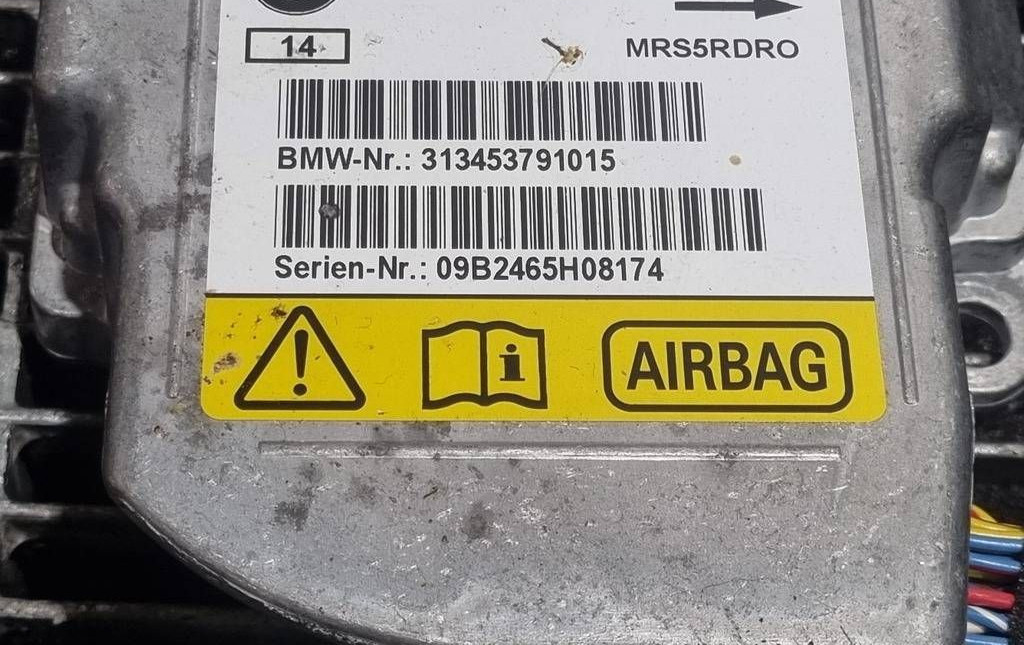 14
MRS5RDRO
BMW-Nr.: 313453791015
Serien-Nr.: 09B2465H08174
i
AIRBAG